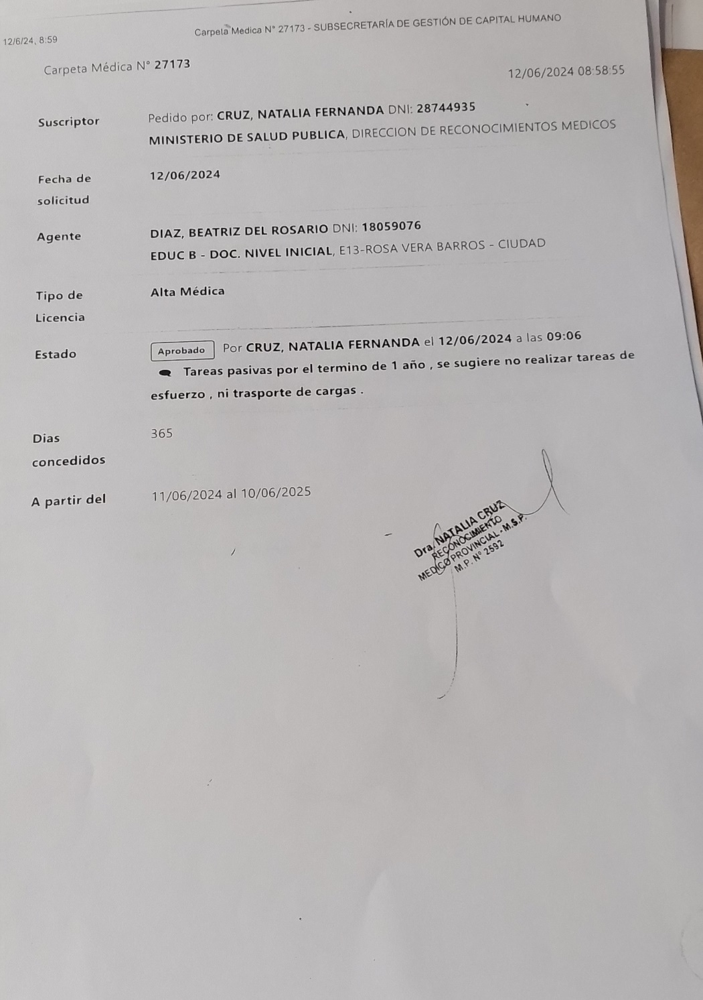 12/6/24, 8:59
Carpeta Medica N° 27173 - SUBSECRETARÍA DE GESTIÓN DE CAPITAL HUMANO
Carpeta Médica N° 27173
12/06/2024 08:58:55
Suscriptor
Pedido por: CRUZ, NATALIA FERNANDA DNI: 28744935
MINISTERIO DE SALUD PUBLICA, DIRECCION DE RECONOCIMIENTOS MEDICOS
Fecha de
solicitud
12/06/2024
Agente
DIAZ, BEATRIZ DEL ROSARIO DNI: 18059076
EDUC B - DOC. NIVEL INICIAL, E13-ROSA VERA BARROS - CIUDAD
Tipo de
Licencia
Alta Médica
Estado
Aprobado Por CRUZ, NATALIA FERNANDA el 12/06/2024 a las 09:06
Tareas pasivas por el termino de 1 año , se sugiere no realizar tareas de
esfuerzo , ni trasporte de cargas .
Dias
concedidos
365
A partir del
11/06/2024 al 10/06/2025
Dra. NATALIA CRUZ
RECONOCIMIENTO
MEDICO PROVINCIAL - M.S.P.
M.P. N° 2592